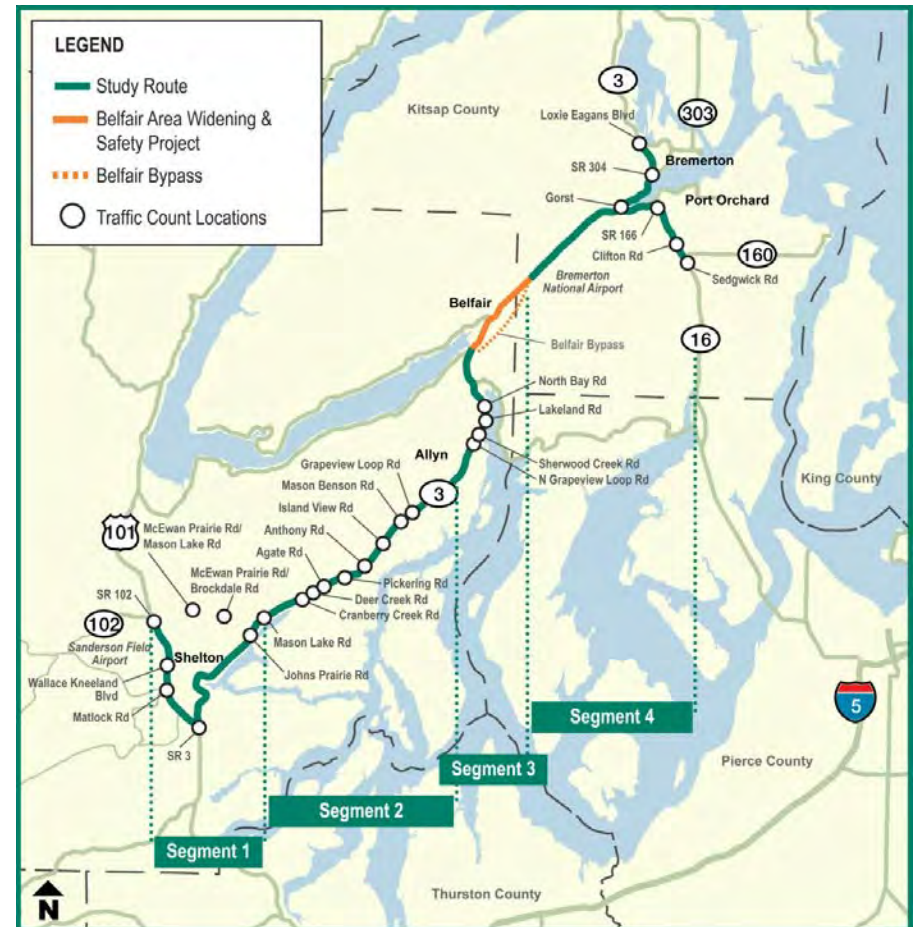 LEGEND
Study Route
Belfair Area Widening &
Safety Project
Belfair Bypass
Traffic Count Locations
Kitsap County
3
303
Loxie Eagans Blvd
Bremerton
SR 304
Gorst
Port Orchard
SR 166
Clifton Rd
160
Sedgwick Rd
Bremerton
National Airport
Belfair
Belfair Bypass
16
North Bay Rd
Lakeland Rd
Allyn
Sherwood Creek Rd
N Grapeview Loop Rd
King County
Grapeview Loop Rd
Mason Benson Rd
3
Island View Rd
Anthony Rd
Agate Rd
101
McEwan Prairie Rd/
Mason Lake Rd
McEwan Prairie Rd/
Brockdale Rd
Pickering Rd
Deer Creek Rd
Cranberry Creek Rd
SR 102
102
Sanderson Field
Airport
Shelton
Mason Lake Rd
Johns Prairie Rd
Wallace Kneeland
Blvd
Matlock Rd
SR 3
5
Segment 4
Pierce County
Segment 3
Segment 2
Segment 1
Thurston County
N